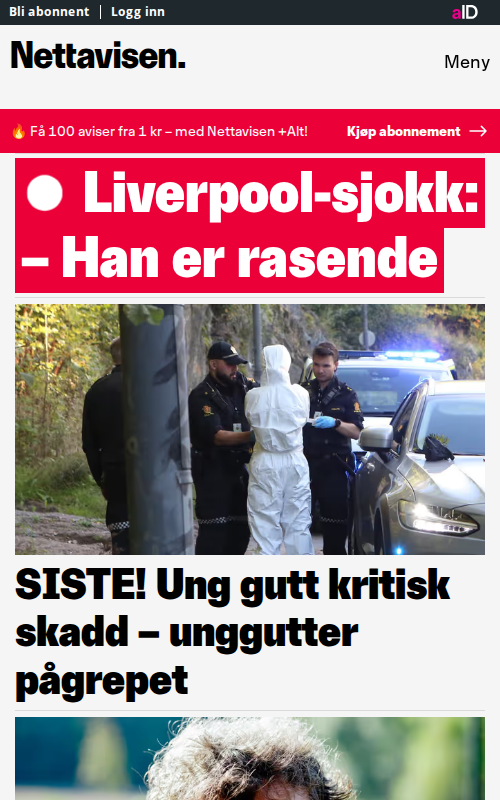 Bli abonnent | Logg inn
aID
Nettavisen.
Meny
🔥 Få 100 aviser fra 1 kr – med Nettavisen +Alt!
Kjøp abonnement →
Liverpool-sjokk:
– Han er rasende
SISTE! Ung gutt kritisk
skadd – unggutter
pågrepet